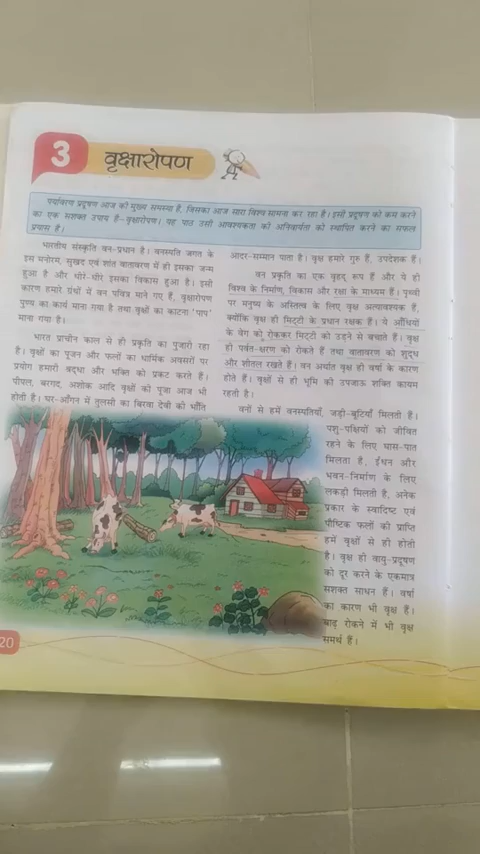 3 वृक्षारोपण
पर्यावरण प्रदूषण आज की मुख्य समस्या है, जिसका आज सारा विश्व सामना कर रहा है। इसी प्रदूषण को कम करने
का एक सशक्त उपाय है-वृक्षारोपण। यह पाठ उसी आवश्यकता की अनिवार्यता को स्थापित करने का सफल
प्रयास है।
भारतीय संस्कृति वन-प्रधान है। वनस्पति जगत के
इस मनोरम, सुखद एवं शांत वातावरण में ही इसका जन्म
हुआ है और धीरे-धीरे इसका विकास हुआ है। इसी
कारण हमारे ग्रंथों में वन पवित्र माने गए हैं, वृक्षारोपण
पुण्य का कार्य माना गया है तथा वृक्षों का काटना 'पाप'
माना गया है।
भारत प्राचीन काल से ही प्रकृति का पुजारी रहा
है। वृक्षों का पूजन और फलों का धार्मिक अवसरों पर
प्रयोग हमारी श्रद्धा और भक्ति को प्रकट करते हैं।
पीपल, बरगद, अशोक आदि वृक्षों की पूजा आज भी
होती है। घर-आँगन में तुलसी का बिरवा देवी की भाँति
आदर-सम्मान पाता है। वृक्ष हमारे गुरु हैं, उपदेशक हैं।
वन प्रकृति का एक वृहद् रूप हैं और ये ही
विश्व के निर्माण, विकास और रक्षा के माध्यम हैं। पृथ्वी
पर मनुष्य के अस्तित्व के लिए वृक्ष अत्यावश्यक हैं,
क्योंकि वृक्ष ही मिट्टी के प्रधान रक्षक हैं। ये आँधियों
के वेग को रोककर मिट्टी को उड़ने से बचाते हैं। वृक्ष
ही पर्वत-क्षरण को रोकते हैं तथा वातावरण को शुद्ध
और शीतल रखते हैं। वन अर्थात वृक्ष ही वर्षा के कारण
होते हैं। वृक्षों से ही भूमि की उपजाऊ शक्ति कायम
रहती है।
वनों से हमें वनस्पतियाँ, जड़ी-बूटियाँ मिलती हैं।
पशु-पक्षियों को जीवित
रहने के लिए घास-पात
मिलता है, ईंधन और
भवन-निर्माण के लिए
लकड़ी मिलती है, अनेक
प्रकार के स्वादिष्ट एवं
पौष्टिक फलों की प्राप्ति
हमें वृक्षों से ही होती
है। वृक्ष ही वायु-प्रदूषण
को दूर करने के एकमात्र
सशक्त साधन हैं। वर्षा
का कारण भी वृक्ष हैं।
बाढ़ रोकने में भी वृक्ष
समर्थ हैं।
20